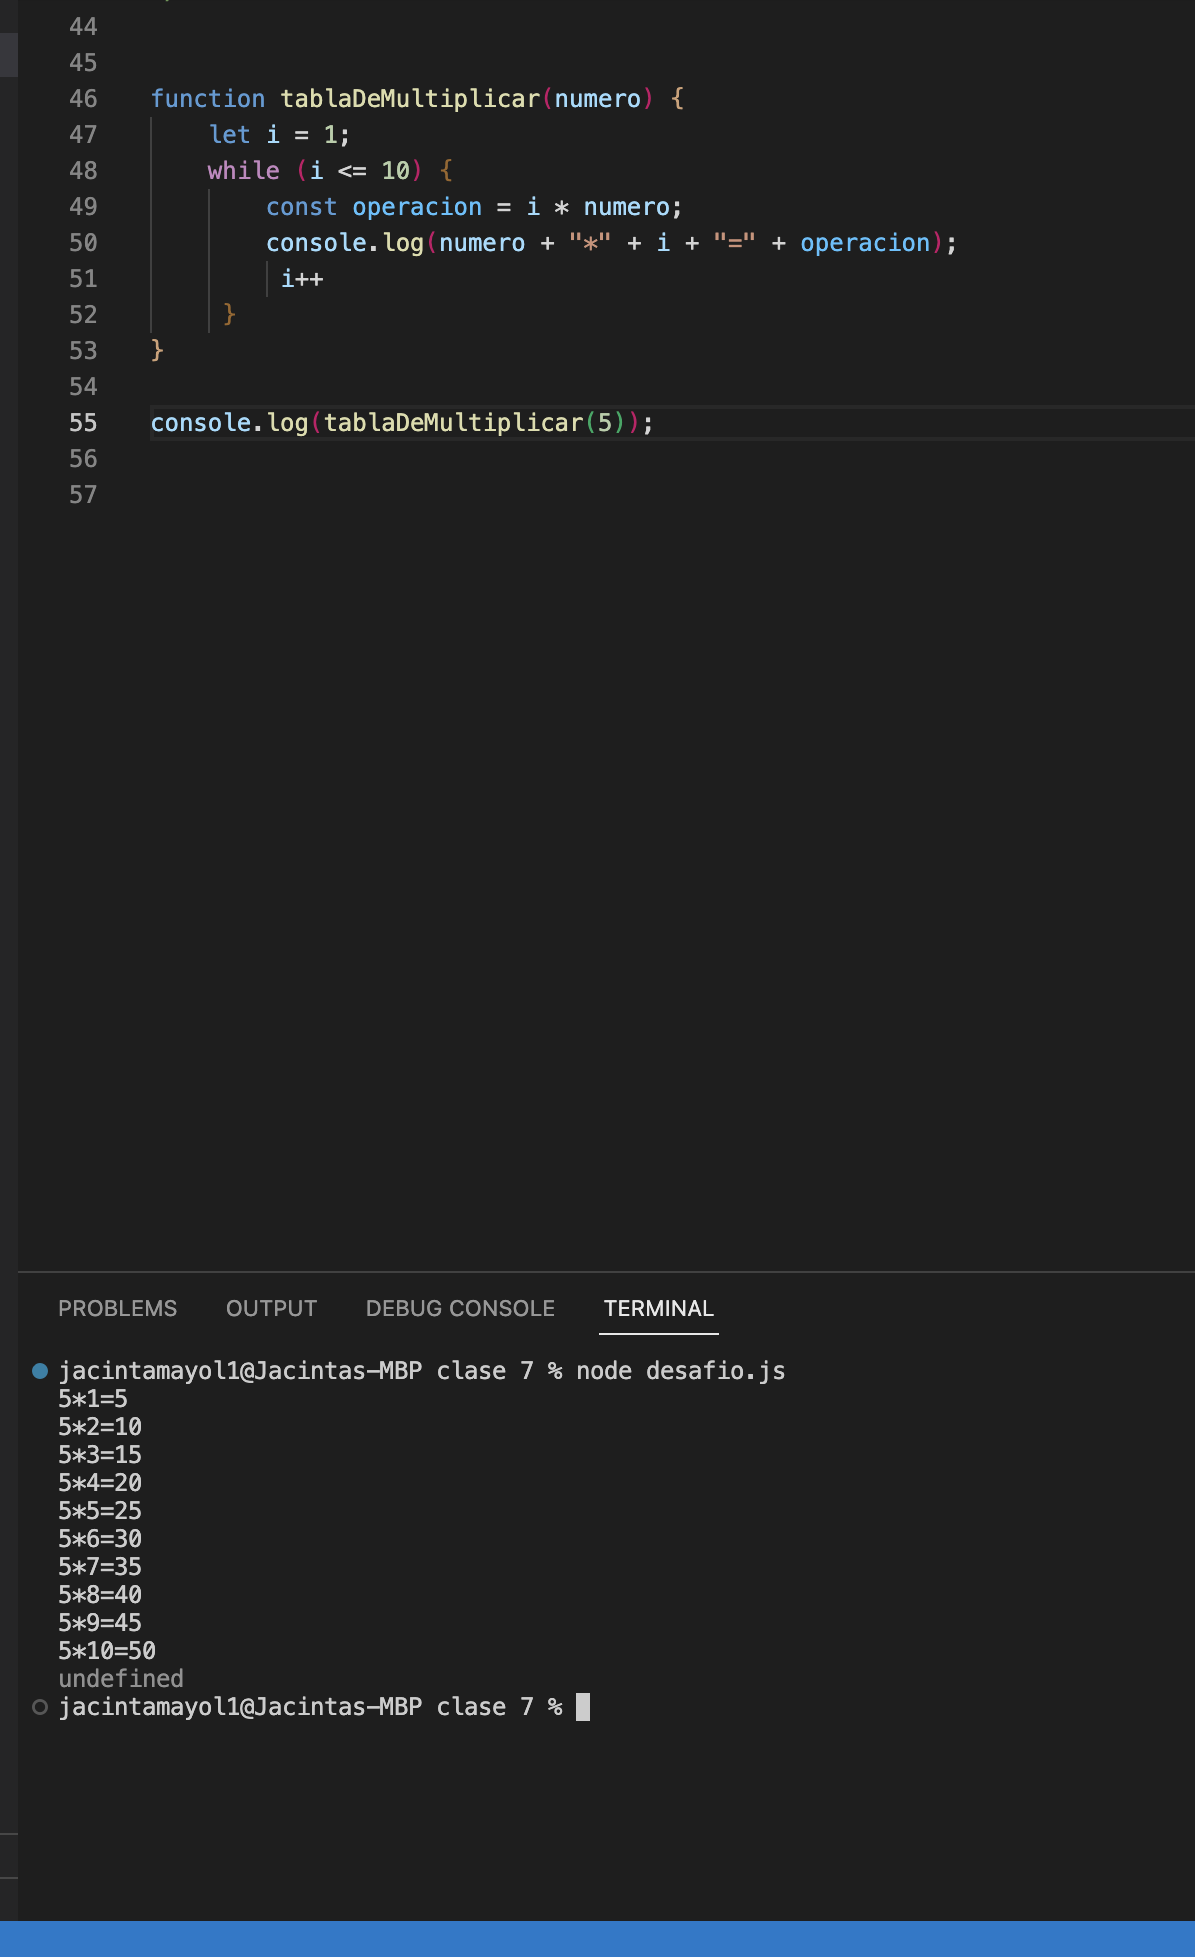 44
45
46 function tablaDeMultiplicar(numero) {
47 let i = 1;
48 while (i <= 10) {
49 const operacion = i * numero;
50 console.log(numero + "*" + i + "=" + operacion);
51 i++
52 }
53 }
54
55 console.log(tablaDeMultiplicar(5));
56
57
PROBLEMS OUTPUT DEBUG CONSOLE TERMINAL
jacintamayol1@Jacintas-MBP clase 7 % node desafio.js
5*1=5
5*2=10
5*3=15
5*4=20
5*5=25
5*6=30
5*7=35
5*8=40
5*9=45
5*10=50
undefined
jacintamayol1@Jacintas-MBP clase 7 %